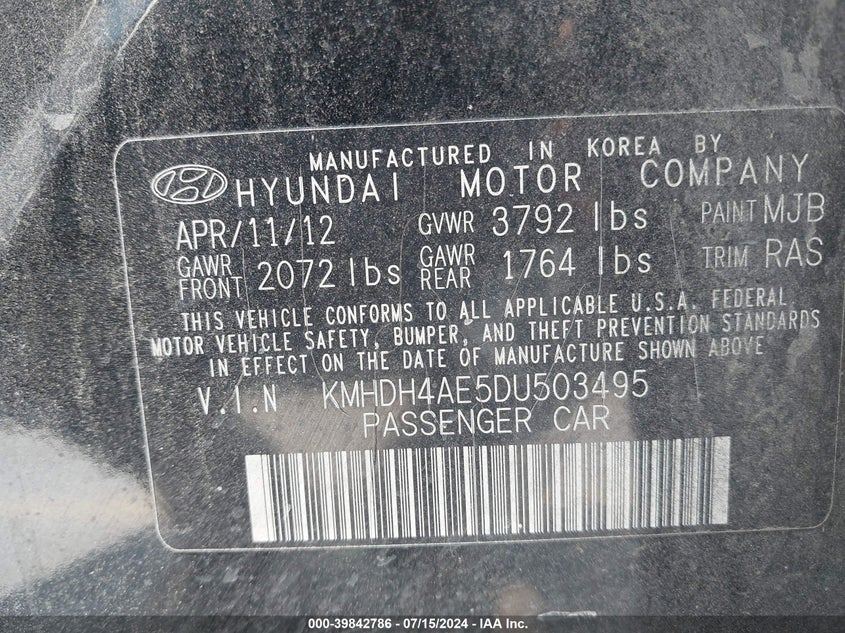 MANUFACTURED IN KOREA BY
HYUNDAI MOTOR COMPANY
APR/11/12 GVWR 3792 lbs PAINT MJB
GAWR FRONT 2072 lbs GAWR REAR 1764 lbs TRIM RAS
THIS VEHICLE CONFORMS TO ALL APPLICABLE U.S.A. FEDERAL
MOTOR VEHICLE SAFETY, BUMPER, AND THEFT PREVENTION STANDARDS
IN EFFECT ON THE DATE OF MANUFACTURE SHOWN ABOVE
V.I.N KMHDH4AE5DU503495
PASSENGER CAR
000-39842786 - 07/15/2024 - IAA Inc.